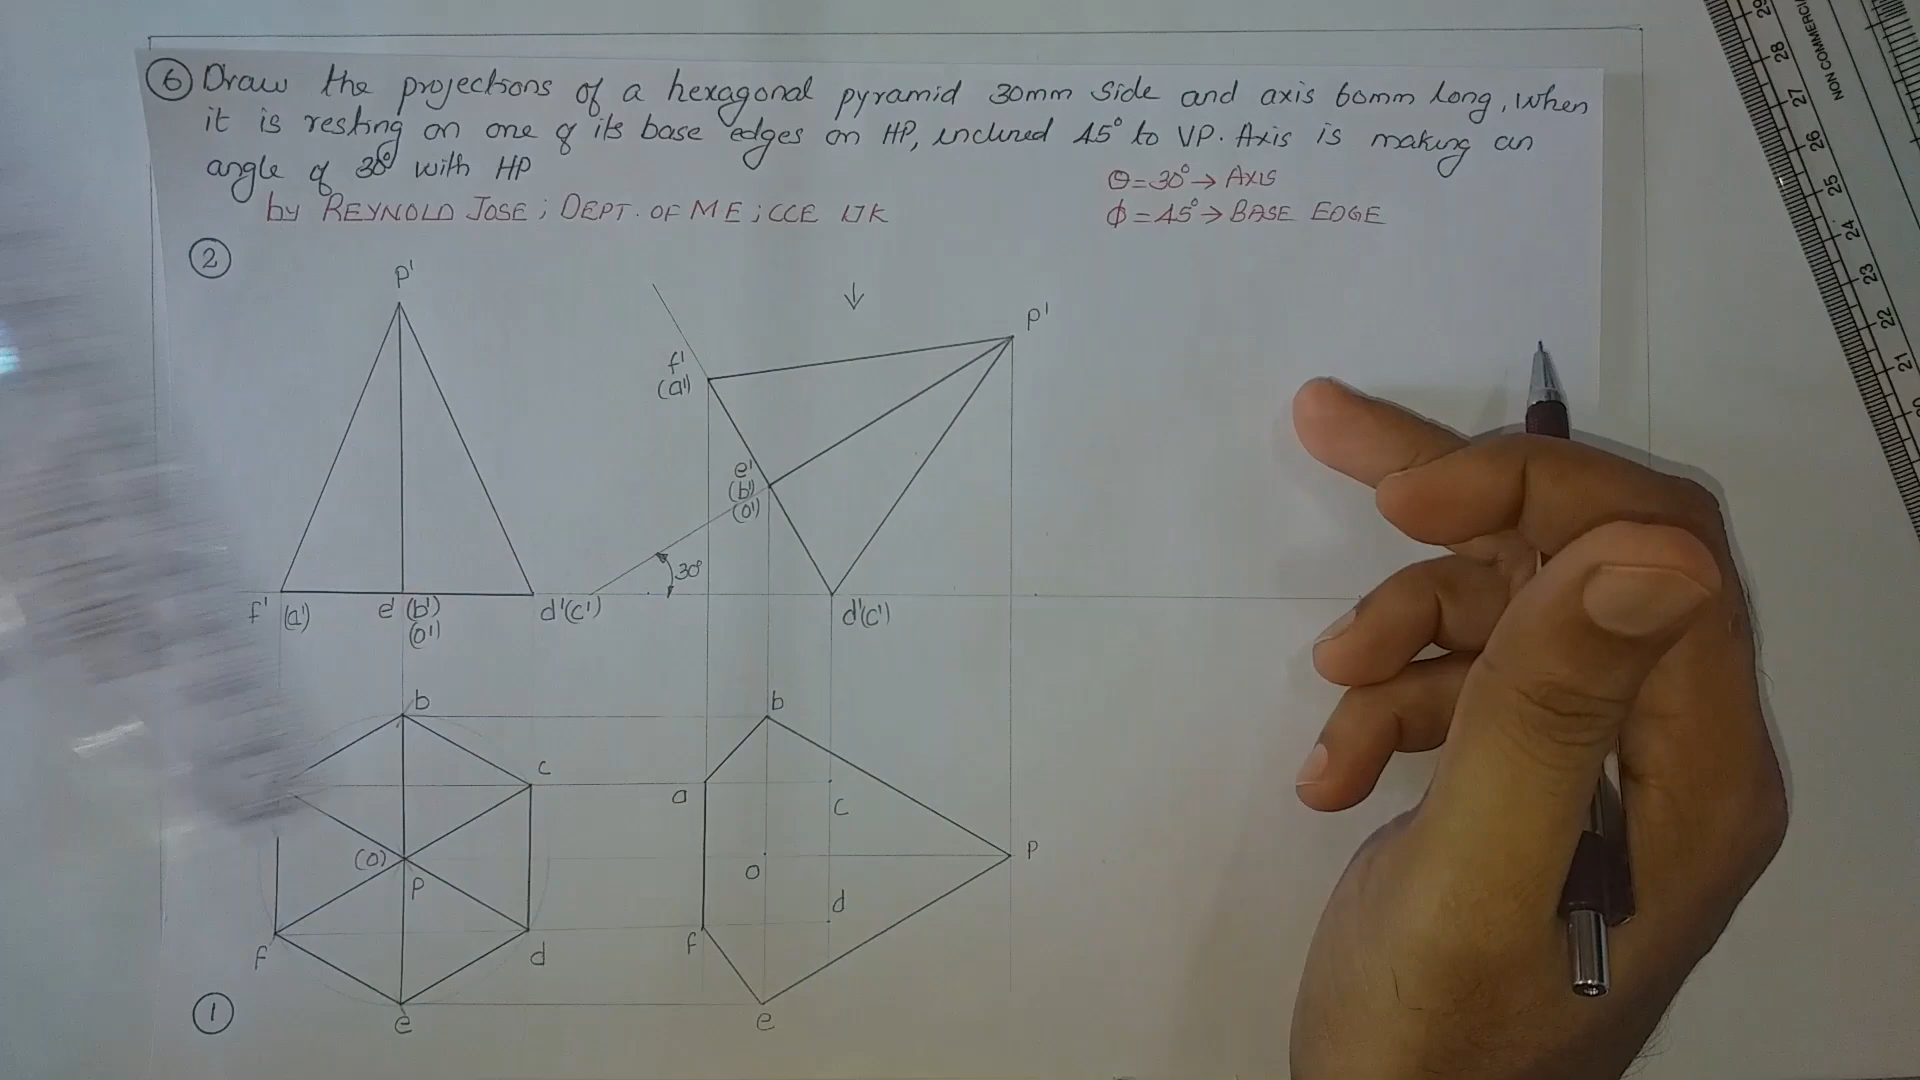 6 Draw the projections of a hexagonal pyramid 30mm side and axis 60mm long, when
it is resting on one of its base edges on HP, inclined 45° to VP. Axis is making an
angle of 30° with HP
θ=30° → AXIS
by REYNOLD JOSE; DEPT. OF ME; CCE IJK
ϕ=45° → BASE EDGE
2
p'
p'
f'
(a')
e'
(b')
(o')
30°
f' (a') e' (b') d'(c') d'(c')
(o')
b b
c
a c
(o) p
p o
d
f d f
1 e e
NON COMMERCI
29
28
27
26
25
24
23
22
21
20